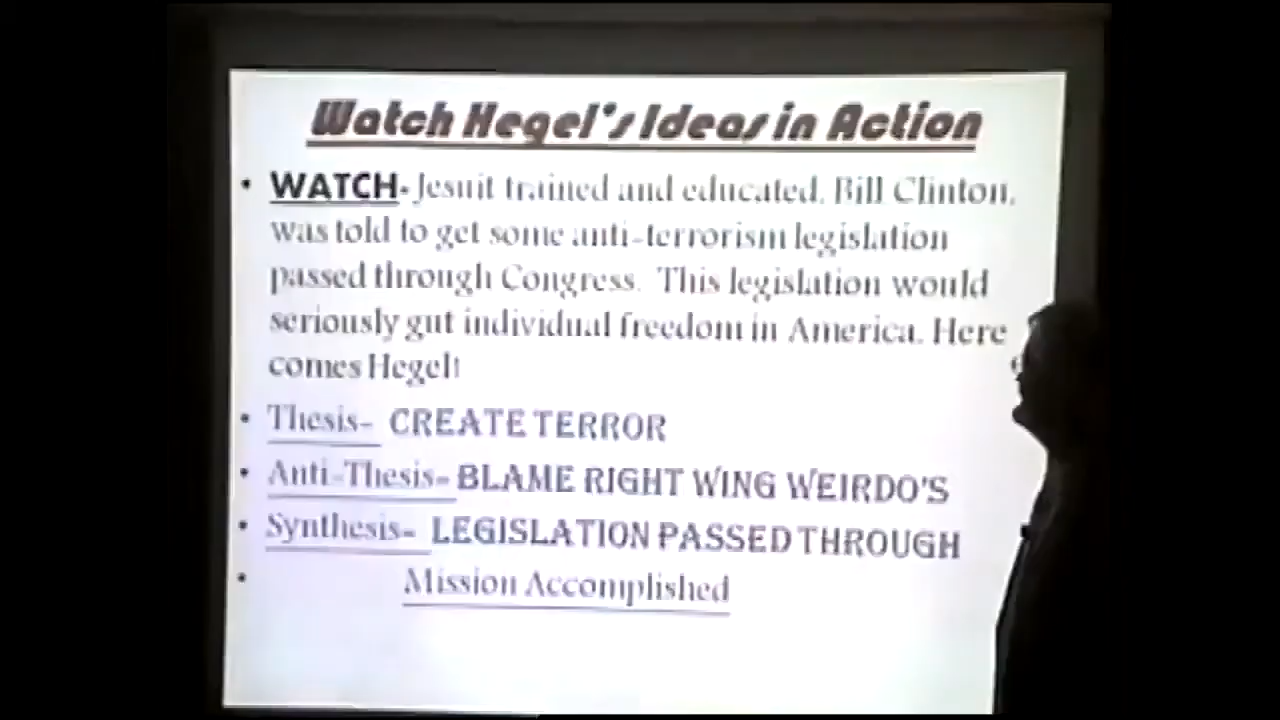 Watch Hegel's Ideas in Action
• WATCH- Jesuit trained and educated, Bill Clinton,
was told to get some anti-terrorism legislation
passed through Congress. This legislation would
seriously gut individual freedom in America. Here
comes Hegel!
• Thesis- CREATE TERROR
• Anti-Thesis- BLAME RIGHT WING WEIRDO'S
• Synthesis- LEGISLATION PASSED THROUGH
• Mission Accomplished